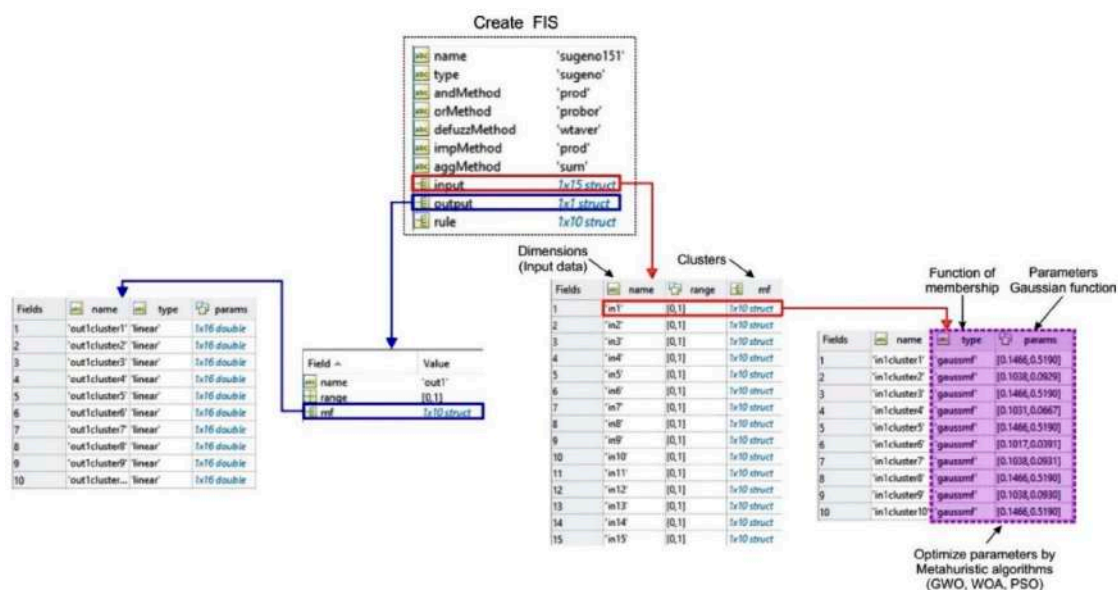 Create FIS
name 'sugeno151'
type 'sugeno'
andMethod 'prod'
orMethod 'probor'
defuzzMethod 'wtaver'
impMethod 'prod'
aggMethod 'sum'
input 1x15 struct
output 1x1 struct
rule 1x10 struct
Fields name type params
1 'out1cluster1' 'linear' 1x16 double
2 'out1cluster2' 'linear' 1x16 double
3 'out1cluster3' 'linear' 1x16 double
4 'out1cluster4' 'linear' 1x16 double
5 'out1cluster5' 'linear' 1x16 double
6 'out1cluster6' 'linear' 1x16 double
7 'out1cluster7' 'linear' 1x16 double
8 'out1cluster8' 'linear' 1x16 double
9 'out1cluster9' 'linear' 1x16 double
10 'out1cluster... 'linear' 1x16 double
Field Value
name 'out1'
range [0,1]
mf 1x10 struct
Dimensions
(Input data)
Clusters
Fields name range mf
1 'in1' [0,1] 1x10 struct
2 'in2' [0,1] 1x10 struct
3 'in3' [0,1] 1x10 struct
4 'in4' [0,1] 1x10 struct
5 'in5' [0,1] 1x10 struct
6 'in6' [0,1] 1x10 struct
7 'in7' [0,1] 1x10 struct
8 'in8' [0,1] 1x10 struct
9 'in9' [0,1] 1x10 struct
10 'in10' [0,1] 1x10 struct
11 'in11' [0,1] 1x10 struct
12 'in12' [0,1] 1x10 struct
13 'in13' [0,1] 1x10 struct
14 'in14' [0,1] 1x10 struct
15 'in15' [0,1] 1x10 struct
Function of
membership
Parameters
Gaussian function
Fields name type params
1 'in1cluster1' 'gaussmf' [0.1466,0.5190]
2 'in1cluster2' 'gaussmf' [0.1038,0.0929]
3 'in1cluster3' 'gaussmf' [0.1466,0.5190]
4 'in1cluster4' 'gaussmf' [0.1031,0.0667]
5 'in1cluster5' 'gaussmf' [0.1466,0.5190]
6 'in1cluster6' 'gaussmf' [0.1017,0.0391]
7 'in1cluster7' 'gaussmf' [0.1038,0.0931]
8 'in1cluster8' 'gaussmf' [0.1466,0.5190]
9 'in1cluster9' 'gaussmf' [0.1038,0.0930]
10 'in1cluster10' 'gaussmf' [0.1466,0.5190]
Optimize parameters by
Metahuristic algorithms
(GWO, WOA, PSO)